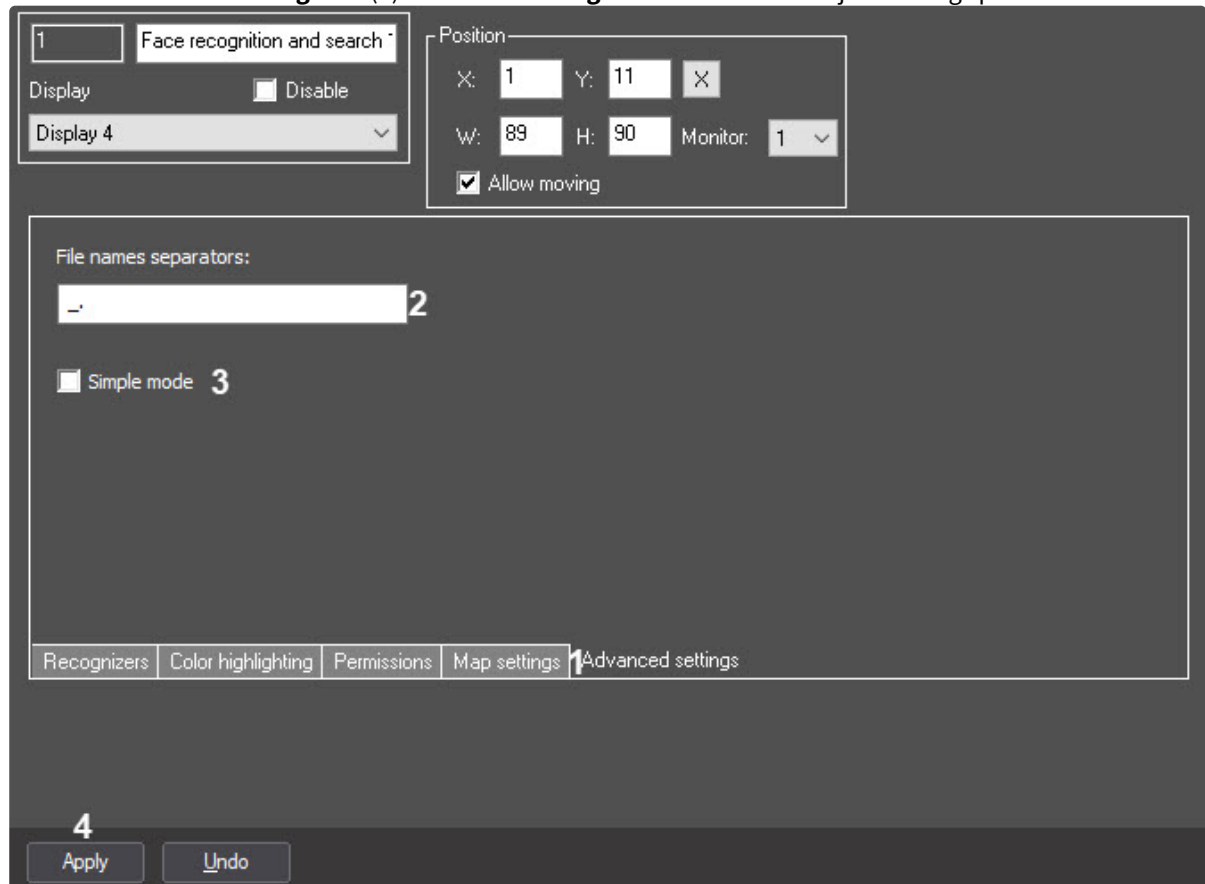 1 Face recognition and search
Display Disable
Display 4
Position
X: 1 Y: 11 X
W: 89 H: 90 Monitor: 1
Allow moving
File names separators:
_. 2
Simple mode 3
Recognizers Color highlighting Permissions Map settings 1 Advanced settings
4
Apply Undo